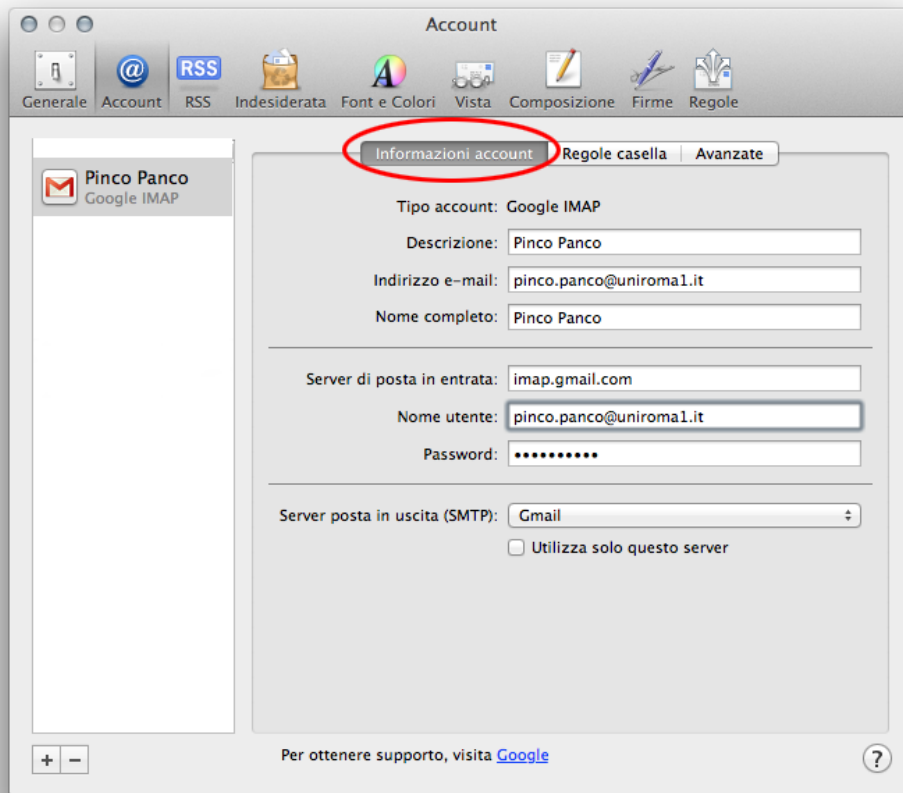 Account
Generale Account RSS Indesiderata Font e Colori Vista Composizione Firme Regole
RSS
Informazioni account Regole casella Avanzate
Pinco Panco
Google IMAP
Tipo account: Google IMAP
Descrizione: Pinco Panco
Indirizzo e-mail: pinco.panco@uniroma1.it
Nome completo: Pinco Panco
Server di posta in entrata: imap.gmail.com
Nome utente: pinco.panco@uniroma1.it
Password: ••••••••••
Server posta in uscita (SMTP): Gmail
Utilizza solo questo server
+ −
Per ottenere supporto, visita Google
?